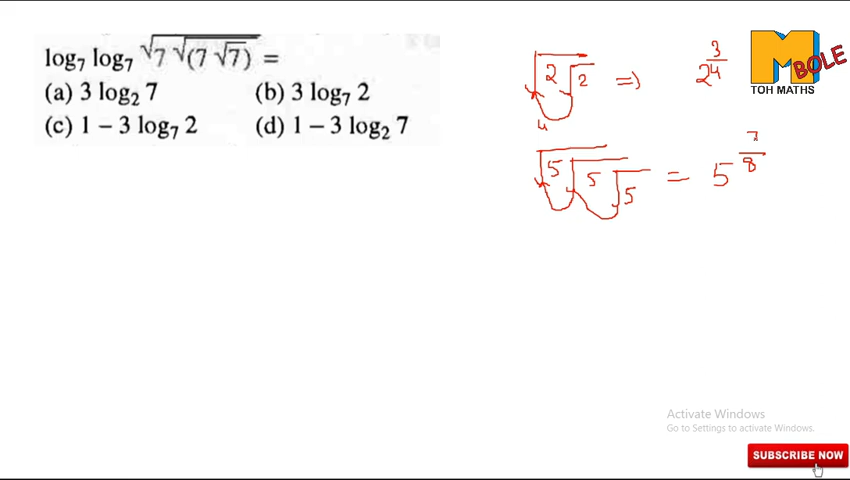 log₇ log₇ √7 √(7 √7) =
(a) 3 log₂ 7 (b) 3 log₇ 2
(c) 1 – 3 log₇ 2 (d) 1 – 3 log₂ 7
√2√2 ⇒ 2^(3/4)
4
√5√5√5 = 5^(7/8)
M BOLE
TOH MATHS
Activate Windows
Go to Settings to activate Windows.
SUBSCRIBE NOW